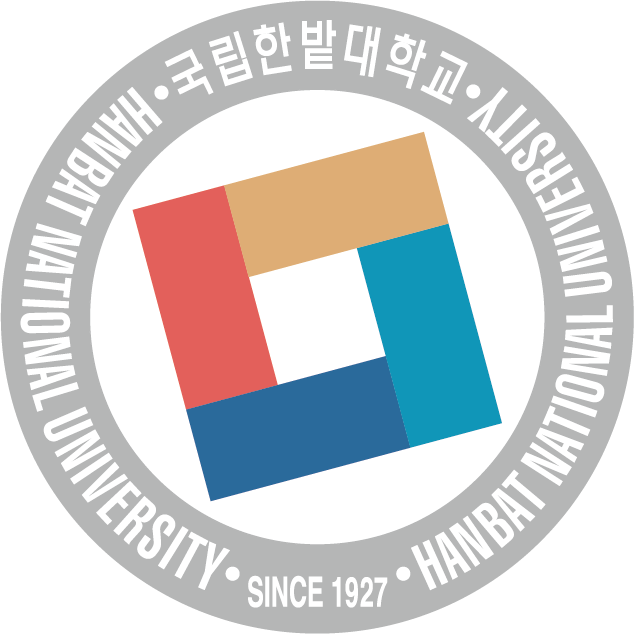 국립한밭대학교
HANBAT NATIONAL UNIVERSITY
HANBAT NATIONAL UNIVERSITY
SINCE 1927